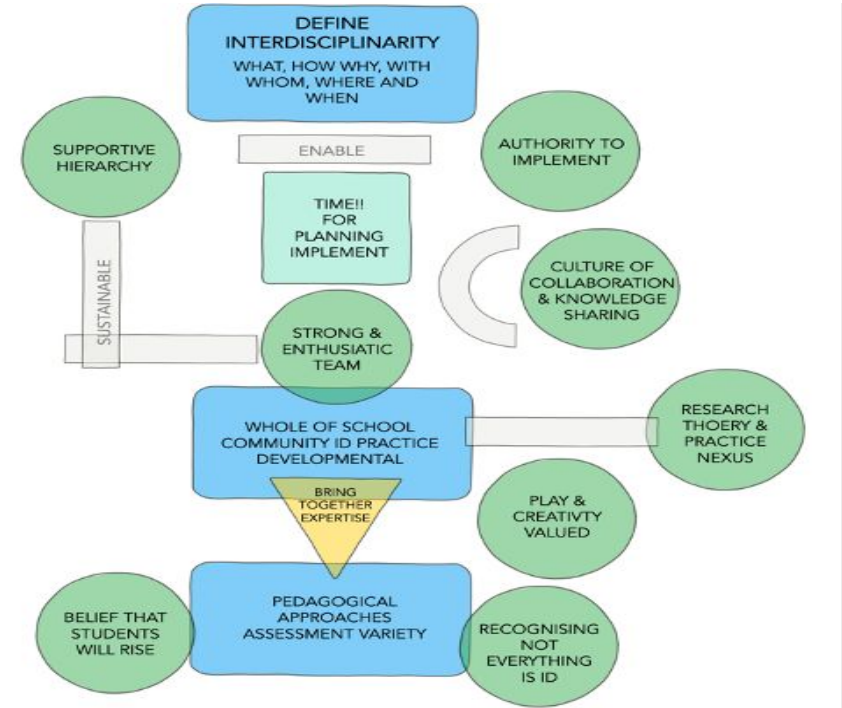 DEFINE
INTERDISCIPLINARITY
WHAT, HOW WHY, WITH
WHOM, WHERE AND
WHEN
SUPPORTIVE
HIERARCHY
ENABLE
AUTHORITY TO
IMPLEMENT
TIME!!
FOR
PLANNING
IMPLEMENT
SUSTAINABLE
CULTURE OF
COLLABORATION
& KNOWLEDGE
SHARING
STRONG &
ENTHUSIATIC
TEAM
WHOLE OF SCHOOL
COMMUNITY ID PRACTICE
DEVELOPMENTAL
RESEARCH
THOERY &
PRACTICE
NEXUS
BRING
TOGETHER
EXPERTISE
PLAY &
CREATIVTY
VALUED
BELIEF THAT
STUDENTS
WILL RISE
PEDAGOGICAL
APPROACHES
ASSESSMENT VARIETY
RECOGNISING
NOT
EVERYTHING
IS ID